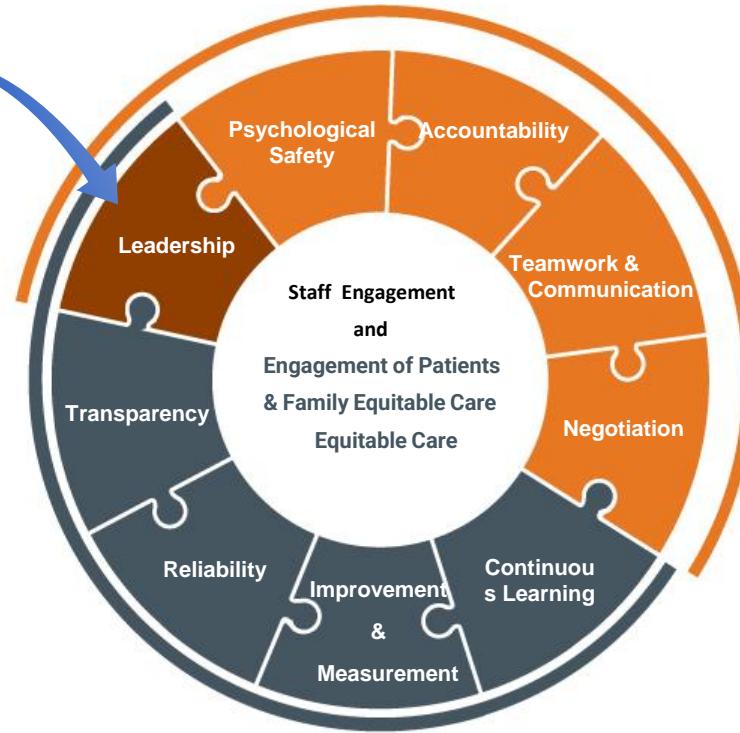 Psychological
Safety
Accountability
Leadership
Teamwork &
Communication
Staff Engagement
and
Engagement of Patients
& Family Equitable Care
Equitable Care
Transparency
Negotiation
Reliability
Improvement
&
Measurement
Continuou
s Learning